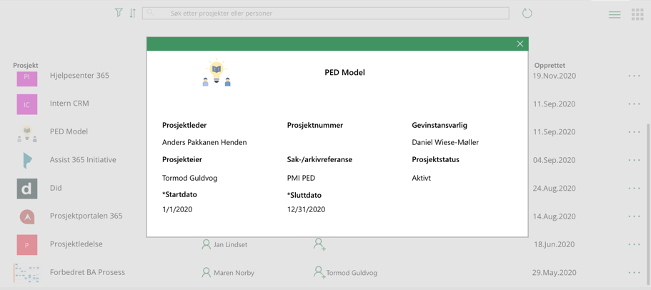 Søk etter prosjekter eller personer
Prosjekt
Opprettet
PI Hjelpesenter 365 19.Nov.2020
IC Intern CRM 11.Sep.2020
PED Model 11.Sep.2020
Assist 365 Initiative 04.Sep.2020
d Did 24.Aug.2020
A Prosjektportalen 365 14.Aug.2020
P Prosjektledelse Jan Lindset 18.Jun.2020
Forbedret BA Prosess Maren Norby Tormod Guldvog 29.May.2020
PED Model
Prosjektleder Prosjektnummer Gevinstansvarlig
Anders Pakkanen Henden Daniel Wiese-Møller
Prosjekteier Sak-/arkivreferanse Prosjektstatus
Tormod Guldvog PMI PED Aktivt
*Startdato *Sluttdato
1/1/2020 12/31/2020